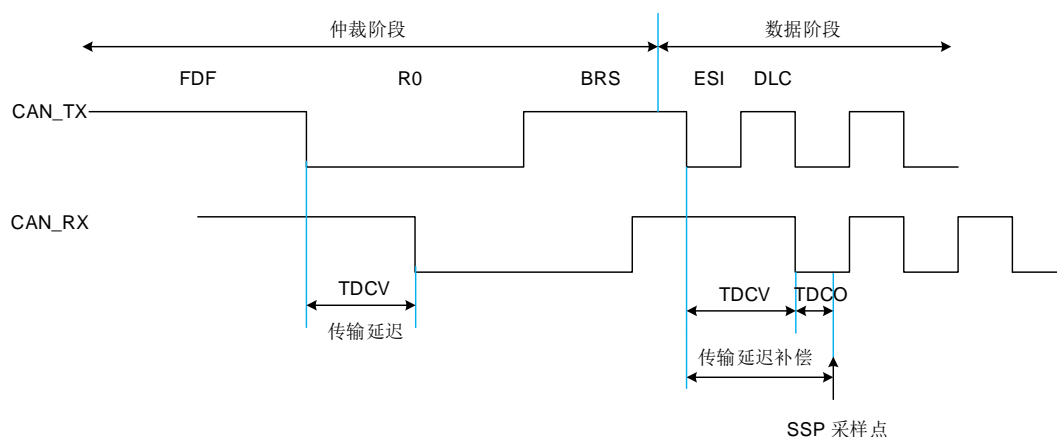 仲裁阶段
数据阶段
FDF
R0
BRS
ESI
DLC
CAN_TX
CAN_RX
TDCV
传输延迟
TDCV
TDCO
传输延迟补偿
SSP 采样点